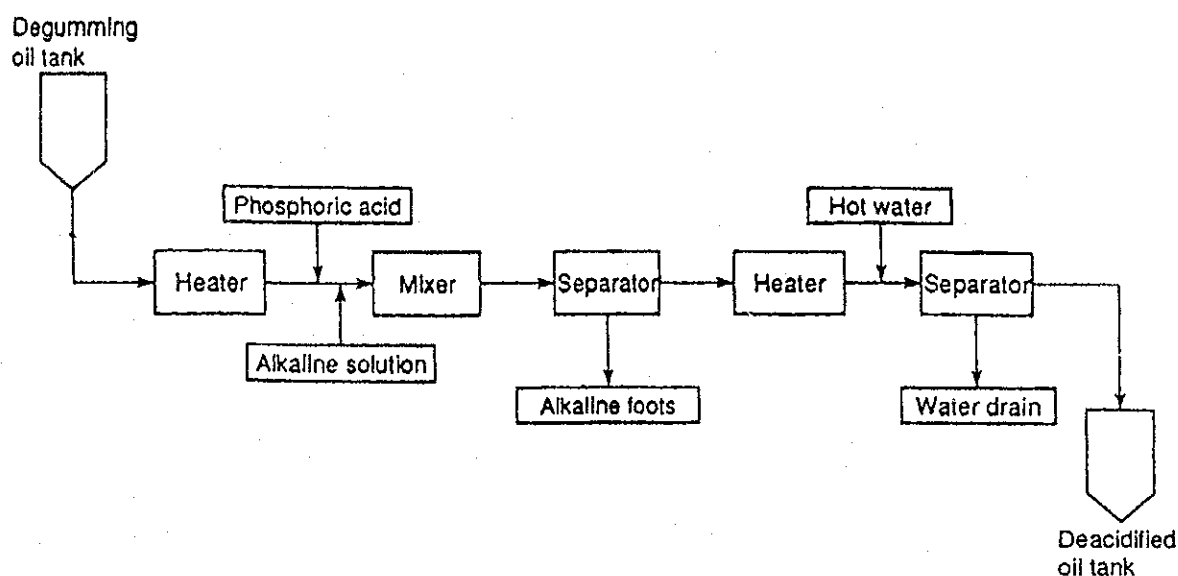 Degumming
oil tank
Phosphoric acid
Hot water
Heater
Mixer
Separator
Heater
Separator
Alkaline solution
Alkaline foots
Water drain
Deacidified
oil tank